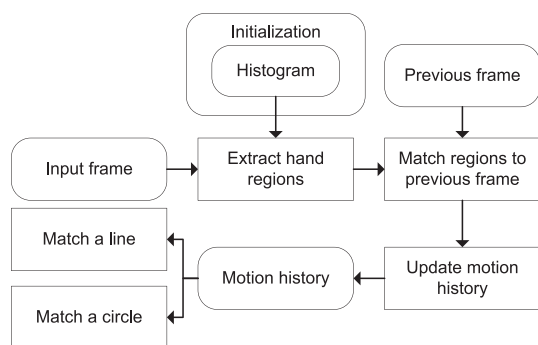 Initialization
Histogram
Previous frame
Input frame
Extract hand
regions
Match regions to
previous frame
Match a line
Motion history
Update motion
history
Match a circle